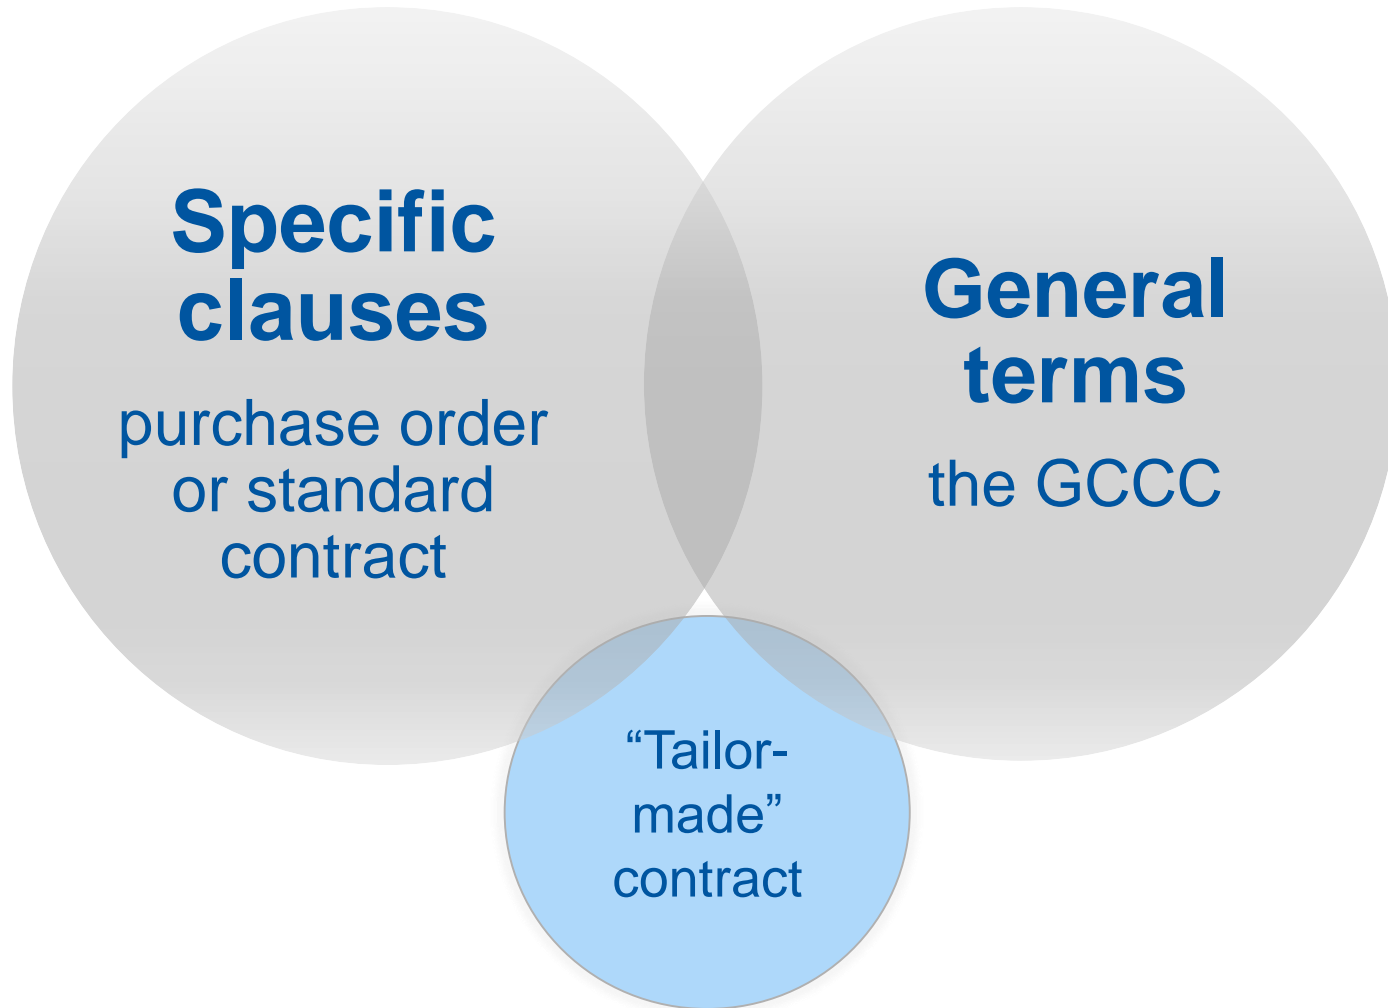 Specific
clauses
purchase order
or standard
contract
General
terms
the GCCC
“Tailor-
made”
contract